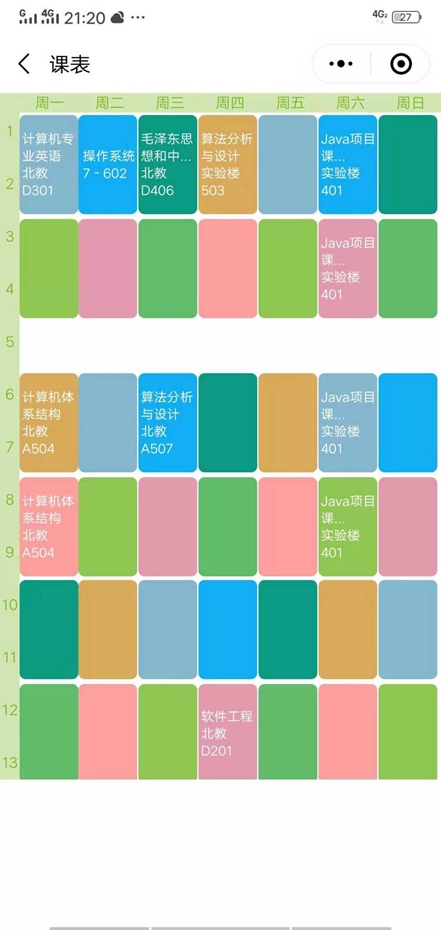 21:20
4G₂ 27
课表
周一 周二 周三 周四 周五 周六 周日
1
2
计算机专
业英语
北教
D301
操作系统
7 - 602
毛泽东思
想和中...
北教
D406
算法分析
与设计
实验楼
503
Java项目
课...
实验楼
401
3
4
Java项目
课...
实验楼
401
5
6
7
计算机体
系结构
北教
A504
算法分析
与设计
北教
A507
Java项目
课...
实验楼
401
8
9
计算机体
系结构
北教
A504
Java项目
课...
实验楼
401
10
11
12
13
软件工程
北教
D201